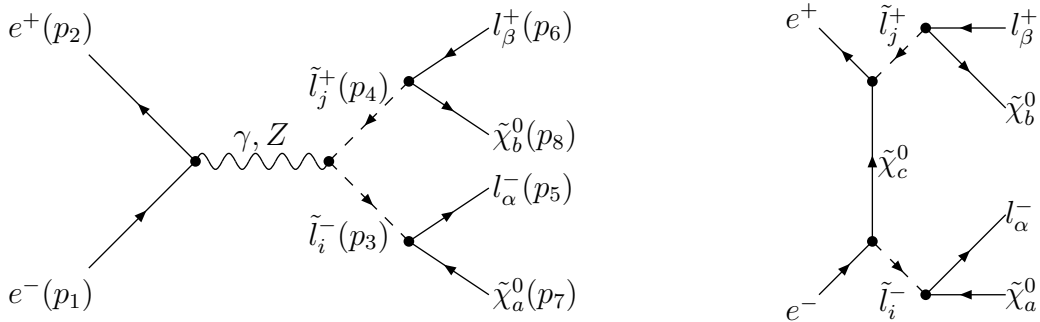 e⁺(p₂)
l̃ⱼ⁺(p₄)
l_β⁺(p₆)
γ, Z
χ̃_b⁰(p₈)
l_α⁻(p₅)
l̃ᵢ⁻(p₃)
e⁻(p₁)
χ̃_a⁰(p₇)
e⁺
l̃ⱼ⁺
l_β⁺
χ̃_b⁰
χ̃_c⁰
l_α⁻
e⁻
l̃ᵢ⁻
χ̃_a⁰